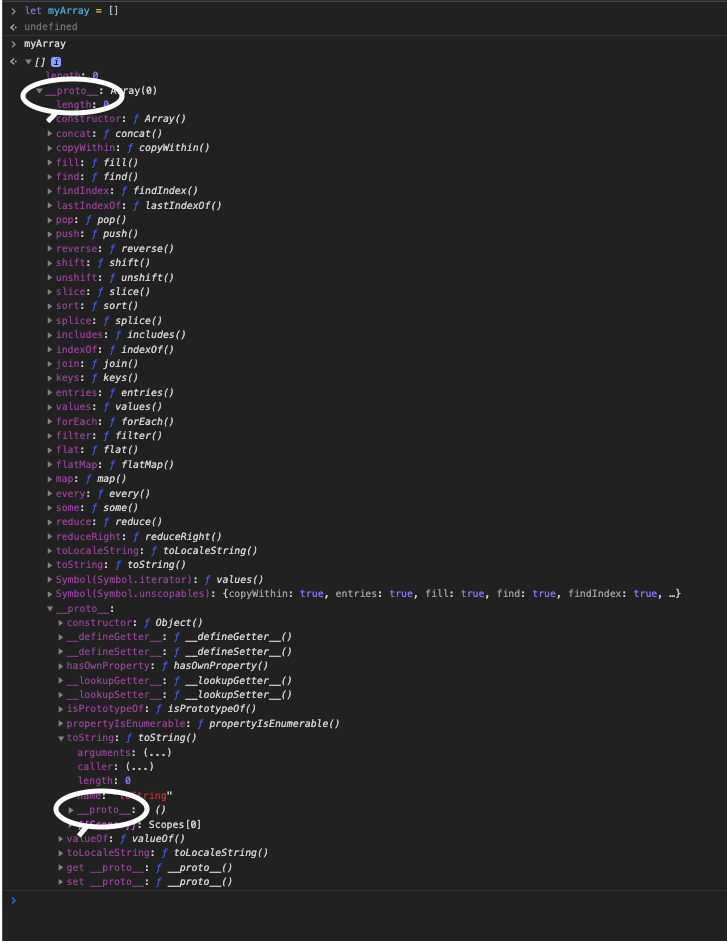 > let myArray = []
< undefined
> myArray
< ▼[] i
length: 0
▼__proto__: Array(0)
length: 0
constructor: ƒ Array()
▶concat: ƒ concat()
▶copyWithin: ƒ copyWithin()
▶fill: ƒ fill()
▶find: ƒ find()
▶findIndex: ƒ findIndex()
▶lastIndexOf: ƒ lastIndexOf()
▶pop: ƒ pop()
▶push: ƒ push()
▶reverse: ƒ reverse()
▶shift: ƒ shift()
▶unshift: ƒ unshift()
▶slice: ƒ slice()
▶sort: ƒ sort()
▶splice: ƒ splice()
▶includes: ƒ includes()
▶indexOf: ƒ indexOf()
▶join: ƒ join()
▶keys: ƒ keys()
▶entries: ƒ entries()
▶values: ƒ values()
▶forEach: ƒ forEach()
▶filter: ƒ filter()
▶flat: ƒ flat()
▶flatMap: ƒ flatMap()
▶map: ƒ map()
▶every: ƒ every()
▶some: ƒ some()
▶reduce: ƒ reduce()
▶reduceRight: ƒ reduceRight()
▶toLocaleString: ƒ toLocaleString()
▶toString: ƒ toString()
▶Symbol(Symbol.iterator): ƒ values()
▶Symbol(Symbol.unscopables): {copyWithin: true, entries: true, fill: true, find: true, findIndex: true, …}
▼__proto__:
▶constructor: ƒ Object()
▶__defineGetter__: ƒ __defineGetter__()
▶__defineSetter__: ƒ __defineSetter__()
▶hasOwnProperty: ƒ hasOwnProperty()
▶__lookupGetter__: ƒ __lookupGetter__()
▶__lookupSetter__: ƒ __lookupSetter__()
▶isPrototypeOf: ƒ isPrototypeOf()
▶propertyIsEnumerable: ƒ propertyIsEnumerable()
▼toString: ƒ toString()
arguments: (...)
caller: (...)
length: 0
name: "toString"
▶__proto__: ()
: Scopes[0]
▶valueOf: ƒ valueOf()
▶toLocaleString: ƒ toLocaleString()
▶get __proto__: ƒ __proto__()
▶set __proto__: ƒ __proto__()
>